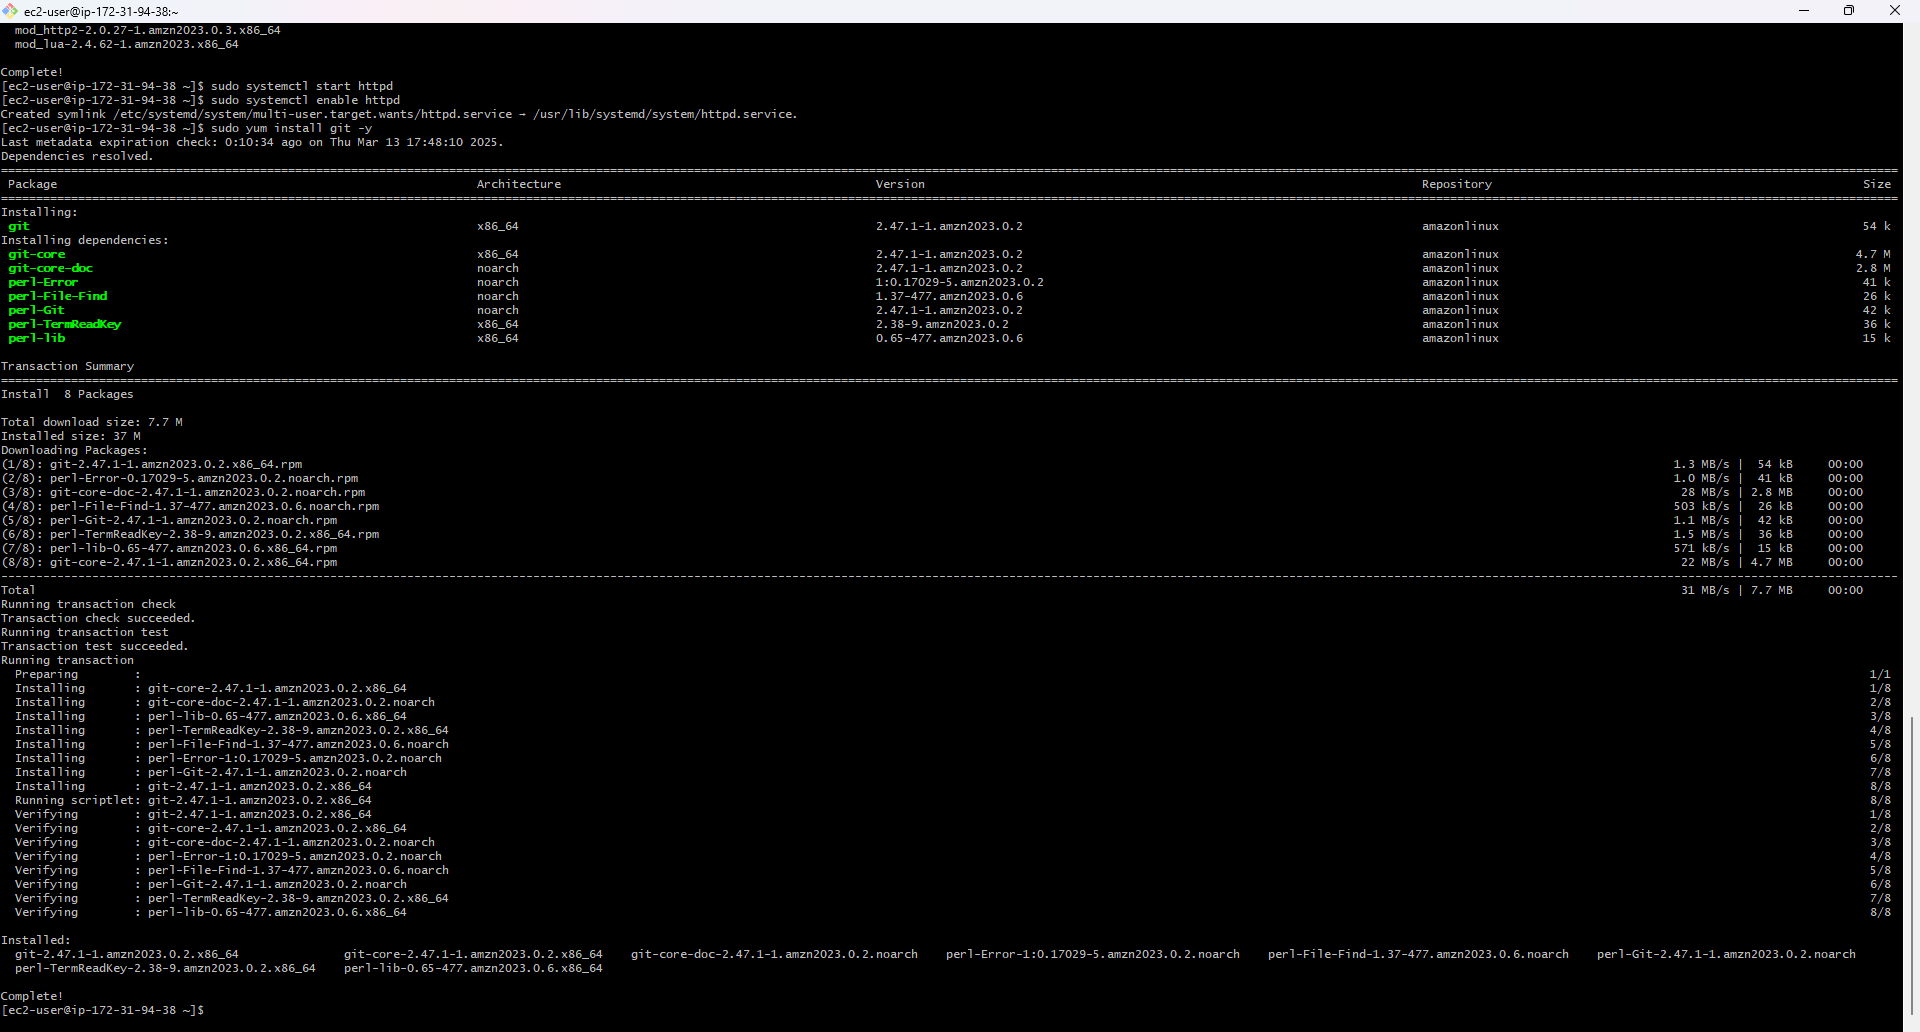 ec2-user@ip-172-31-94-38:~
mod_http2-2.0.27-1.amzn2023.0.3.x86_64
mod_lua-2.4.62-1.amzn2023.x86_64
Complete!
[ec2-user@ip-172-31-94-38 ~]$ sudo systemctl start httpd
[ec2-user@ip-172-31-94-38 ~]$ sudo systemctl enable httpd
Created symlink /etc/systemd/system/multi-user.target.wants/httpd.service → /usr/lib/systemd/system/httpd.service.
[ec2-user@ip-172-31-94-38 ~]$ sudo yum install git -y
Last metadata expiration check: 0:10:34 ago on Thu Mar 13 17:48:10 2025.
Dependencies resolved.
Package Architecture Version Repository Size
Installing:
git x86_64 2.47.1-1.amzn2023.0.2 amazonlinux 54 k
Installing dependencies:
git-core x86_64 2.47.1-1.amzn2023.0.2 amazonlinux 4.7 M
git-core-doc noarch 2.47.1-1.amzn2023.0.2 amazonlinux 2.8 M
perl-Error noarch 1:0.17029-5.amzn2023.0.2 amazonlinux 41 k
perl-File-Find noarch 1.37-477.amzn2023.0.6 amazonlinux 26 k
perl-Git noarch 2.47.1-1.amzn2023.0.2 amazonlinux 42 k
perl-TermReadKey x86_64 2.38-9.amzn2023.0.2 amazonlinux 36 k
perl-lib x86_64 0.65-477.amzn2023.0.6 amazonlinux 15 k
Transaction Summary
Install 8 Packages
Total download size: 7.7 M
Installed size: 37 M
Downloading Packages:
(1/8): git-2.47.1-1.amzn2023.0.2.x86_64.rpm 1.3 MB/s | 54 kB 00:00
(2/8): perl-Error-0.17029-5.amzn2023.0.2.noarch.rpm 1.0 MB/s | 41 kB 00:00
(3/8): git-core-doc-2.47.1-1.amzn2023.0.2.noarch.rpm 28 MB/s | 2.8 MB 00:00
(4/8): perl-File-Find-1.37-477.amzn2023.0.6.noarch.rpm 503 kB/s | 26 kB 00:00
(5/8): perl-Git-2.47.1-1.amzn2023.0.2.noarch.rpm 1.1 MB/s | 42 kB 00:00
(6/8): perl-TermReadKey-2.38-9.amzn2023.0.2.x86_64.rpm 1.5 MB/s | 36 kB 00:00
(7/8): perl-lib-0.65-477.amzn2023.0.6.x86_64.rpm 571 kB/s | 15 kB 00:00
(8/8): git-core-2.47.1-1.amzn2023.0.2.x86_64.rpm 22 MB/s | 4.7 MB 00:00
Total 31 MB/s | 7.7 MB 00:00
Running transaction check
Transaction check succeeded.
Running transaction test
Transaction test succeeded.
Running transaction
Preparing : 1/1
Installing : git-core-2.47.1-1.amzn2023.0.2.x86_64 1/8
Installing : git-core-doc-2.47.1-1.amzn2023.0.2.noarch 2/8
Installing : perl-lib-0.65-477.amzn2023.0.6.x86_64 3/8
Installing : perl-TermReadKey-2.38-9.amzn2023.0.2.x86_64 4/8
Installing : perl-File-Find-1.37-477.amzn2023.0.6.noarch 5/8
Installing : perl-Error-1:0.17029-5.amzn2023.0.2.noarch 6/8
Installing : perl-Git-2.47.1-1.amzn2023.0.2.noarch 7/8
Installing : git-2.47.1-1.amzn2023.0.2.x86_64 8/8
Running scriptlet: git-2.47.1-1.amzn2023.0.2.x86_64 8/8
Verifying : git-2.47.1-1.amzn2023.0.2.x86_64 1/8
Verifying : git-core-2.47.1-1.amzn2023.0.2.x86_64 2/8
Verifying : git-core-doc-2.47.1-1.amzn2023.0.2.noarch 3/8
Verifying : perl-Error-1:0.17029-5.amzn2023.0.2.noarch 4/8
Verifying : perl-File-Find-1.37-477.amzn2023.0.6.noarch 5/8
Verifying : perl-Git-2.47.1-1.amzn2023.0.2.noarch 6/8
Verifying : perl-TermReadKey-2.38-9.amzn2023.0.2.x86_64 7/8
Verifying : perl-lib-0.65-477.amzn2023.0.6.x86_64 8/8
Installed:
git-2.47.1-1.amzn2023.0.2.x86_64 git-core-2.47.1-1.amzn2023.0.2.x86_64 git-core-doc-2.47.1-1.amzn2023.0.2.noarch perl-Error-1:0.17029-5.amzn2023.0.2.noarch perl-File-Find-1.37-477.amzn2023.0.6.noarch perl-Git-2.47.1-1.amzn2023.0.2.noarch
perl-TermReadKey-2.38-9.amzn2023.0.2.x86_64 perl-lib-0.65-477.amzn2023.0.6.x86_64
Complete!
[ec2-user@ip-172-31-94-38 ~]$